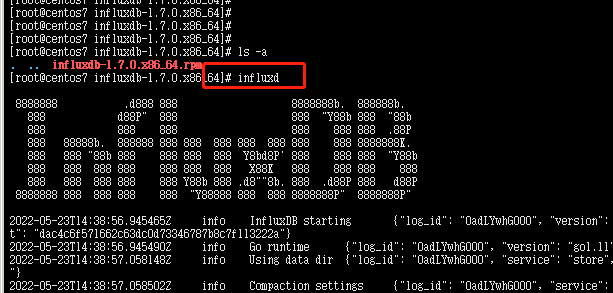 [root@centos7 influxdb-1.7.0.x86_64]#
[root@centos7 influxdb-1.7.0.x86_64]#
[root@centos7 influxdb-1.7.0.x86_64]#
[root@centos7 influxdb-1.7.0.x86_64]# ls -a
. .. influxdb-1.7.0.x86_64.rpm
[root@centos7 influxdb-1.7.0.x86_64]# influxd
8888888 .d888 888 8888888b. 888888b.
888 d88P" 888 888 "Y88b 888 "88b
888 888 888 888 888 888 .88P
888 88888b. 888888 888 888 888 888 888 888 888 8888888K.
888 888 "88b 888 888 888 888 Y8bd8P' 888 888 888 "Y88b
888 888 888 888 888 888 888 X88K 888 888 888 888
888 888 888 888 888 Y88b 888 .d8""8b. 888 .d88P 888 d88P
8888888 888 888 888 888 "Y88888 888 888 8888888P" 8888888P"
2022-05-23T14:38:56.945465Z info InfluxDB starting {"log_id": "0adLYwhG000", "version":
t": "dac4c6f571662c63dc0d73346787b8c7f113222a"}
2022-05-23T14:38:56.945490Z info Go runtime {"log_id": "0adLYwhG000", "version": "go1.11
2022-05-23T14:38:57.058148Z info Using data dir {"log_id": "0adLYwhG000", "service": "store",
"}
2022-05-23T14:38:57.058502Z info Compaction settings {"log_id": "0adLYwhG000", "service":